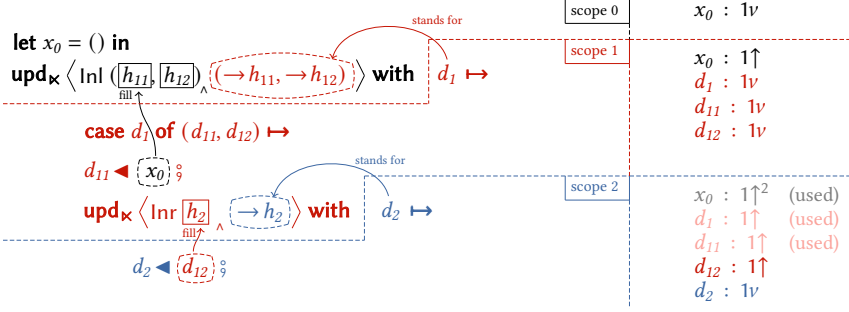 scope 0
x₀ : 1ν
stands for
let x₀ = () in
scope 1
x₀ : 1↑
upd⋉ ⟨ Inl (h₁₁, h₁₂) ‸ (→h₁₁, →h₁₂) ⟩ with d₁ ↦
d₁ : 1ν
fill
d₁₁ : 1ν
case d₁ of (d₁₁, d₁₂) ↦
d₁₂ : 1ν
stands for
d₁₁ ◀ x₀ ⨟
scope 2
x₀ : 1↑² (used)
upd⋉ ⟨ Inr h₂ ‸ →h₂ ⟩ with d₂ ↦
d₁ : 1↑ (used)
fill
d₁₁ : 1↑ (used)
d₂ ◀ d₁₂ ⨟
d₁₂ : 1↑
d₂ : 1ν